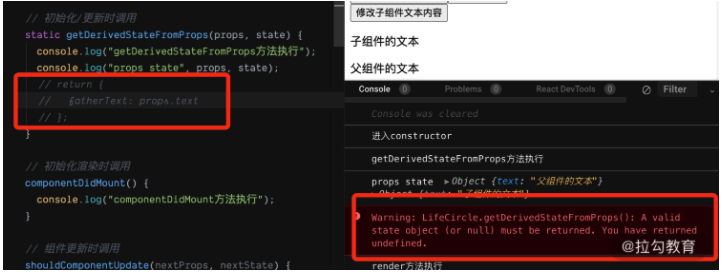 // 初始化/更新时调用
static getDerivedStateFromProps(props, state) {
console.log("getDerivedStateFromProps方法执行");
console.log("props state", props, state);
// return {
// fatherText: props.text
// };
}
// 初始化渲染时调用
componentDidMount() {
console.log("componentDidMount方法执行");
}
// 组件更新时调用
shouldComponentUpdate(nextProps, nextState) {
修改子组件文本内容
子组件的文本
父组件的文本
Console 0 Problems 0 React DevTools 0 Filter
Console was cleared
进入constructor
getDerivedStateFromProps方法执行
props state ▶Object {text: "父组件的文本"}
▶Object {text: "子组件的文本"}
Warning: LifeCircle.getDerivedStateFromProps(): A valid
state object (or null) must be returned. You have returned
undefined.
@拉勾教育
render方法执行